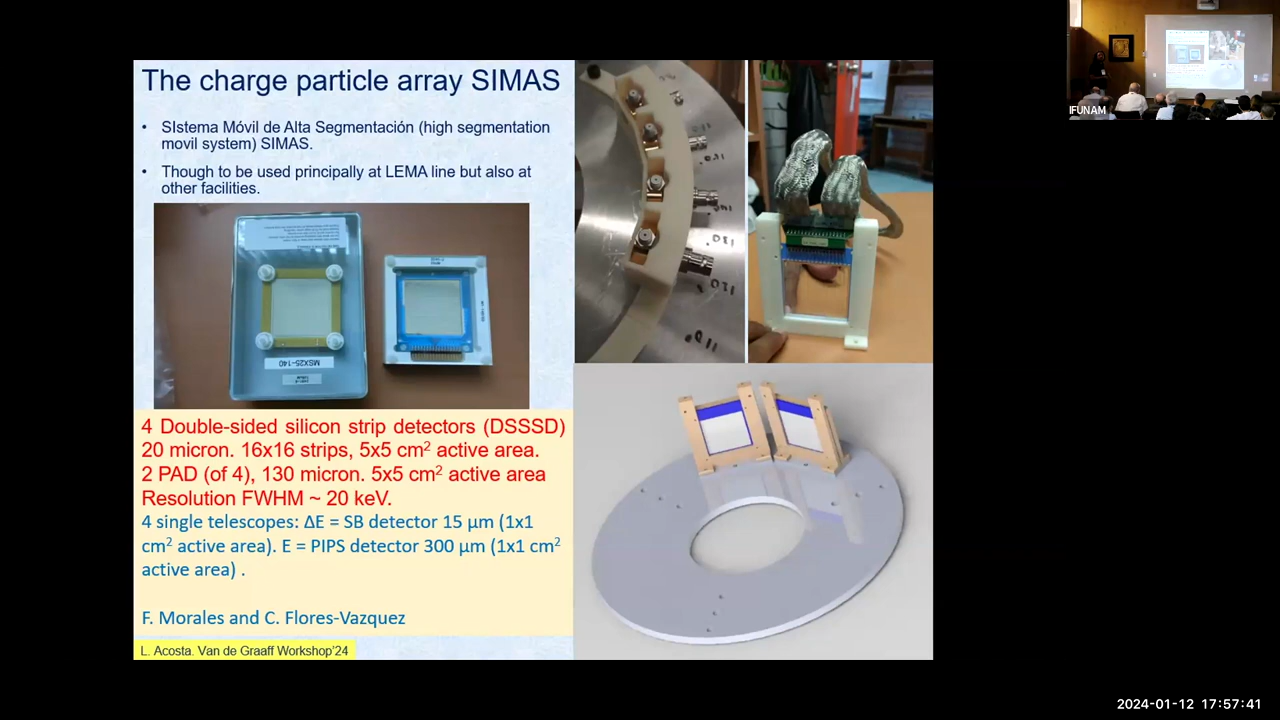 The charge particle array SIMAS
• SIstema Móvil de Alta Segmentación (high segmentation
movil system) SIMAS.
• Though to be used principally at LEMA line but also at
other facilities.
MSX25-140
4 Double-sided silicon strip detectors (DSSSD)
20 micron. 16x16 strips, 5x5 cm² active area.
2 PAD (of 4), 130 micron. 5x5 cm² active area
Resolution FWHM ~ 20 keV.
4 single telescopes: ΔE = SB detector 15 μm (1x1
cm² active area). E = PIPS detector 300 μm (1x1 cm²
active area) .
F. Morales and C. Flores-Vazquez
L. Acosta. Van de Graaff Workshop'24
130°
120°
110°
IFUNAM
2024-01-12 17:57:41